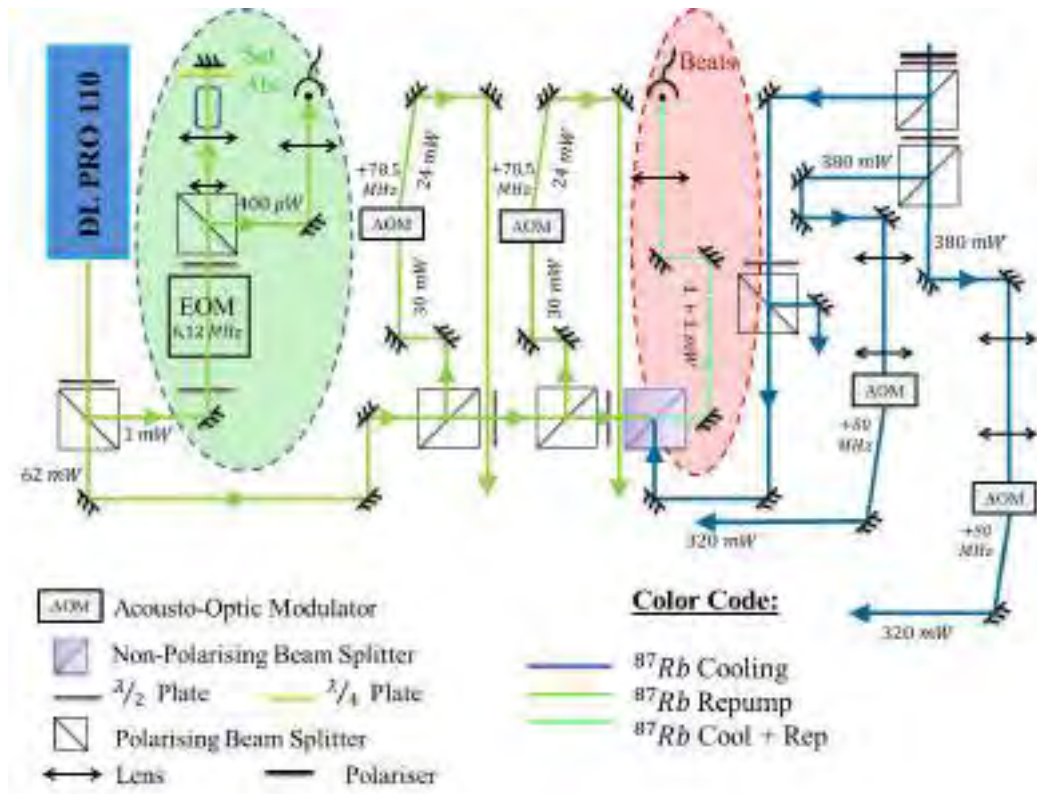 DL PRO 110
Sat
Abs
400 μW
EOM
6.12 MHz
1 mW
62 mW
+78.5
MHz
24 mW
AOM
30 mW
+78.5
MHz
24 mW
AOM
30 mW
Beats
1 + 1 mW
380 mW
380 mW
AOM
+80
MHz
320 mW
AOM
+80
MHz
320 mW
AOM Acousto-Optic Modulator
Non-Polarising Beam Splitter
λ/2 Plate λ/4 Plate
Polarising Beam Splitter
Lens Polariser
Color Code:
⁸⁷Rb Cooling
⁸⁷Rb Repump
⁸⁷Rb Cool + Rep